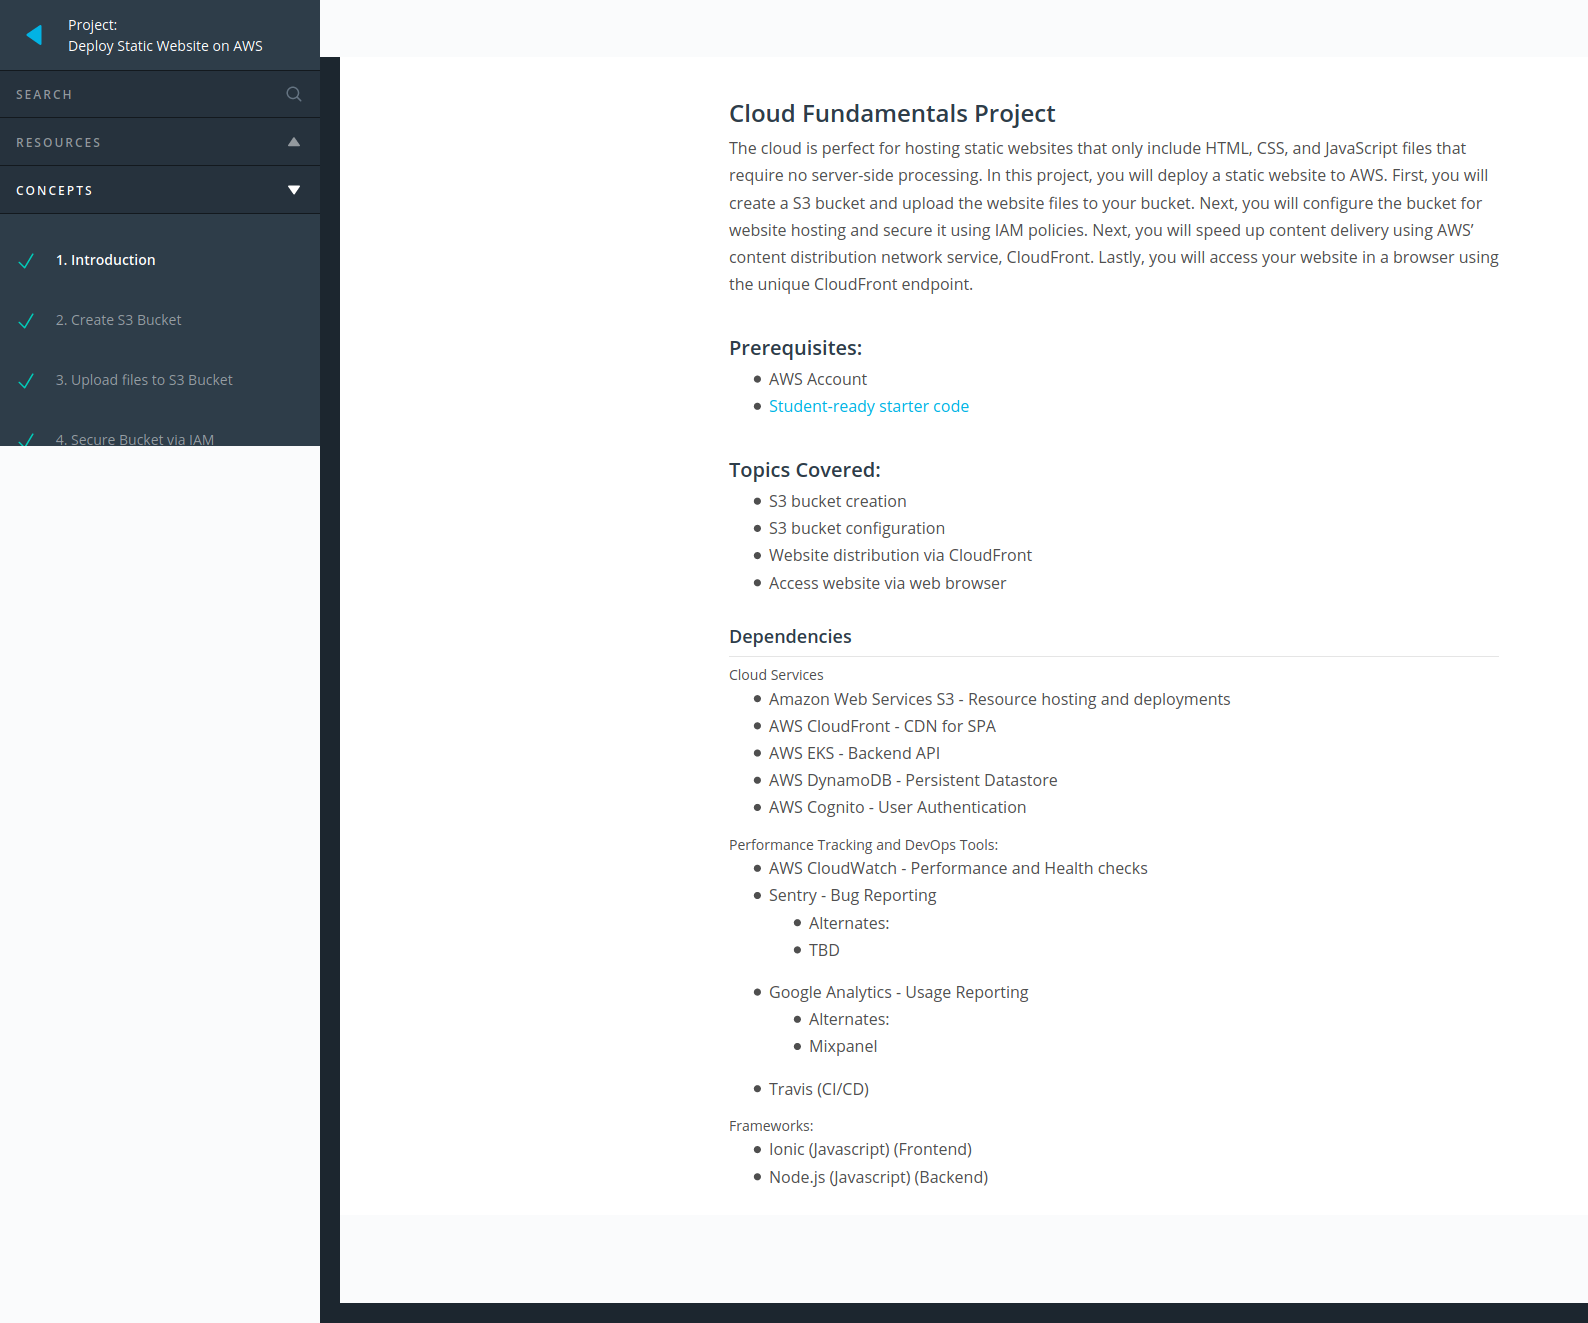 Project:
Deploy Static Website on AWS
SEARCH
RESOURCES
CONCEPTS
1. Introduction
2. Create S3 Bucket
3. Upload files to S3 Bucket
4. Secure Bucket via IAM
Cloud Fundamentals Project
The cloud is perfect for hosting static websites that only include HTML, CSS, and JavaScript files that
require no server-side processing. In this project, you will deploy a static website to AWS. First, you will
create a S3 bucket and upload the website files to your bucket. Next, you will configure the bucket for
website hosting and secure it using IAM policies. Next, you will speed up content delivery using AWS’
content distribution network service, CloudFront. Lastly, you will access your website in a browser using
the unique CloudFront endpoint.
Prerequisites:
AWS Account
Student-ready starter code
Topics Covered:
S3 bucket creation
S3 bucket configuration
Website distribution via CloudFront
Access website via web browser
Dependencies
Cloud Services
Amazon Web Services S3 - Resource hosting and deployments
AWS CloudFront - CDN for SPA
AWS EKS - Backend API
AWS DynamoDB - Persistent Datastore
AWS Cognito - User Authentication
Performance Tracking and DevOps Tools:
AWS CloudWatch - Performance and Health checks
Sentry - Bug Reporting
Alternates:
TBD
Google Analytics - Usage Reporting
Alternates:
Mixpanel
Travis (CI/CD)
Frameworks:
Ionic (Javascript) (Frontend)
Node.js (Javascript) (Backend)